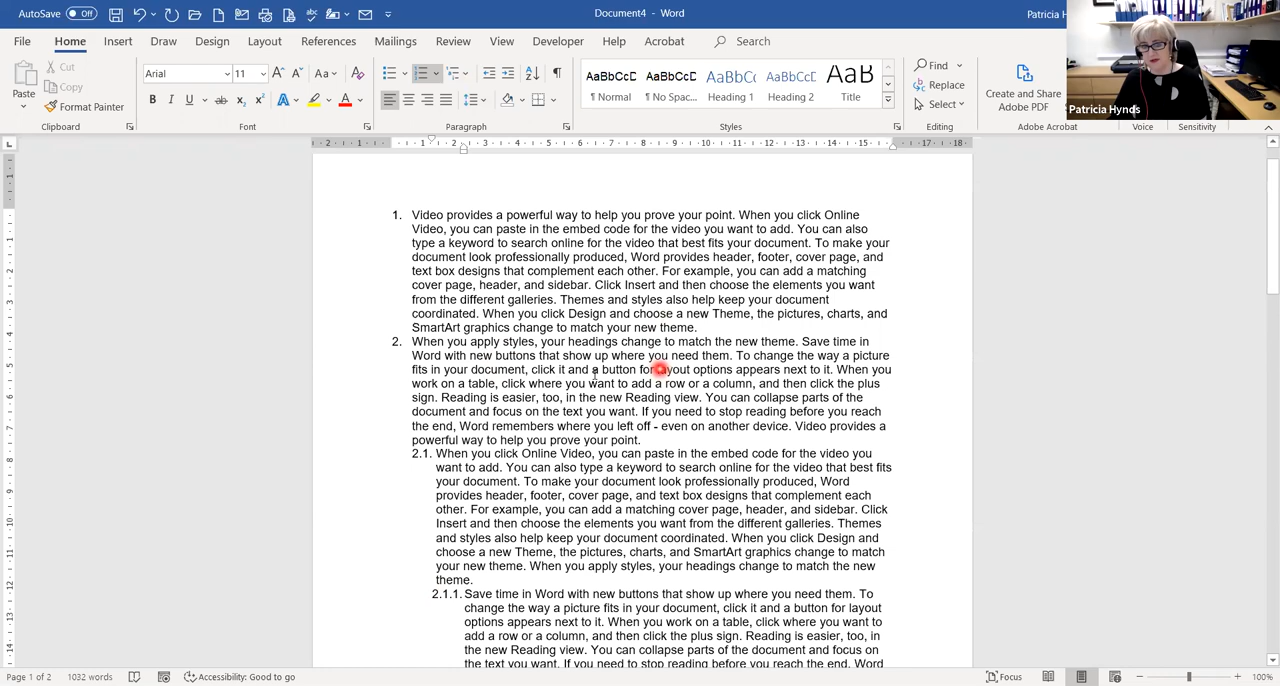 AutoSave Off Document4 - Word Patricia H
File Home Insert Draw Design Layout References Mailings Review View Developer Help Acrobat Search
Cut
Copy
Paste Format Painter
Arial 11
AaBbCcD AaBbCcD AaBbCc AaBbCcD AaB
¶ Normal ¶ No Spac... Heading 1 Heading 2 Title
Find
Replace
Select
Create and Share
Adobe PDF
Patricia Hynds
Clipboard Font Paragraph Styles Editing Adobe Acrobat Voice Sensitivity
2 1 1 2 3 4 5 6 7 8 9 10 11 12 13 14 15 17 18
1. Video provides a powerful way to help you prove your point. When you click Online
Video, you can paste in the embed code for the video you want to add. You can also
type a keyword to search online for the video that best fits your document. To make your
document look professionally produced, Word provides header, footer, cover page, and
text box designs that complement each other. For example, you can add a matching
cover page, header, and sidebar. Click Insert and then choose the elements you want
from the different galleries. Themes and styles also help keep your document
coordinated. When you click Design and choose a new Theme, the pictures, charts, and
SmartArt graphics change to match your new theme.
2. When you apply styles, your headings change to match the new theme. Save time in
Word with new buttons that show up where you need them. To change the way a picture
fits in your document, click it and a button for layout options appears next to it. When you
work on a table, click where you want to add a row or a column, and then click the plus
sign. Reading is easier, too, in the new Reading view. You can collapse parts of the
document and focus on the text you want. If you need to stop reading before you reach
the end, Word remembers where you left off - even on another device. Video provides a
powerful way to help you prove your point.
2.1. When you click Online Video, you can paste in the embed code for the video you
want to add. You can also type a keyword to search online for the video that best fits
your document. To make your document look professionally produced, Word
provides header, footer, cover page, and text box designs that complement each
other. For example, you can add a matching cover page, header, and sidebar. Click
Insert and then choose the elements you want from the different galleries. Themes
and styles also help keep your document coordinated. When you click Design and
choose a new Theme, the pictures, charts, and SmartArt graphics change to match
your new theme. When you apply styles, your headings change to match the new
theme.
2.1.1. Save time in Word with new buttons that show up where you need them. To
change the way a picture fits in your document, click it and a button for layout
options appears next to it. When you work on a table, click where you want to
add a row or a column, and then click the plus sign. Reading is easier, too, in
the new Reading view. You can collapse parts of the document and focus on
the text you want. If you need to stop reading before you reach the end, Word
Page 1 of 2 1032 words Accessibility: Good to go Focus 100%